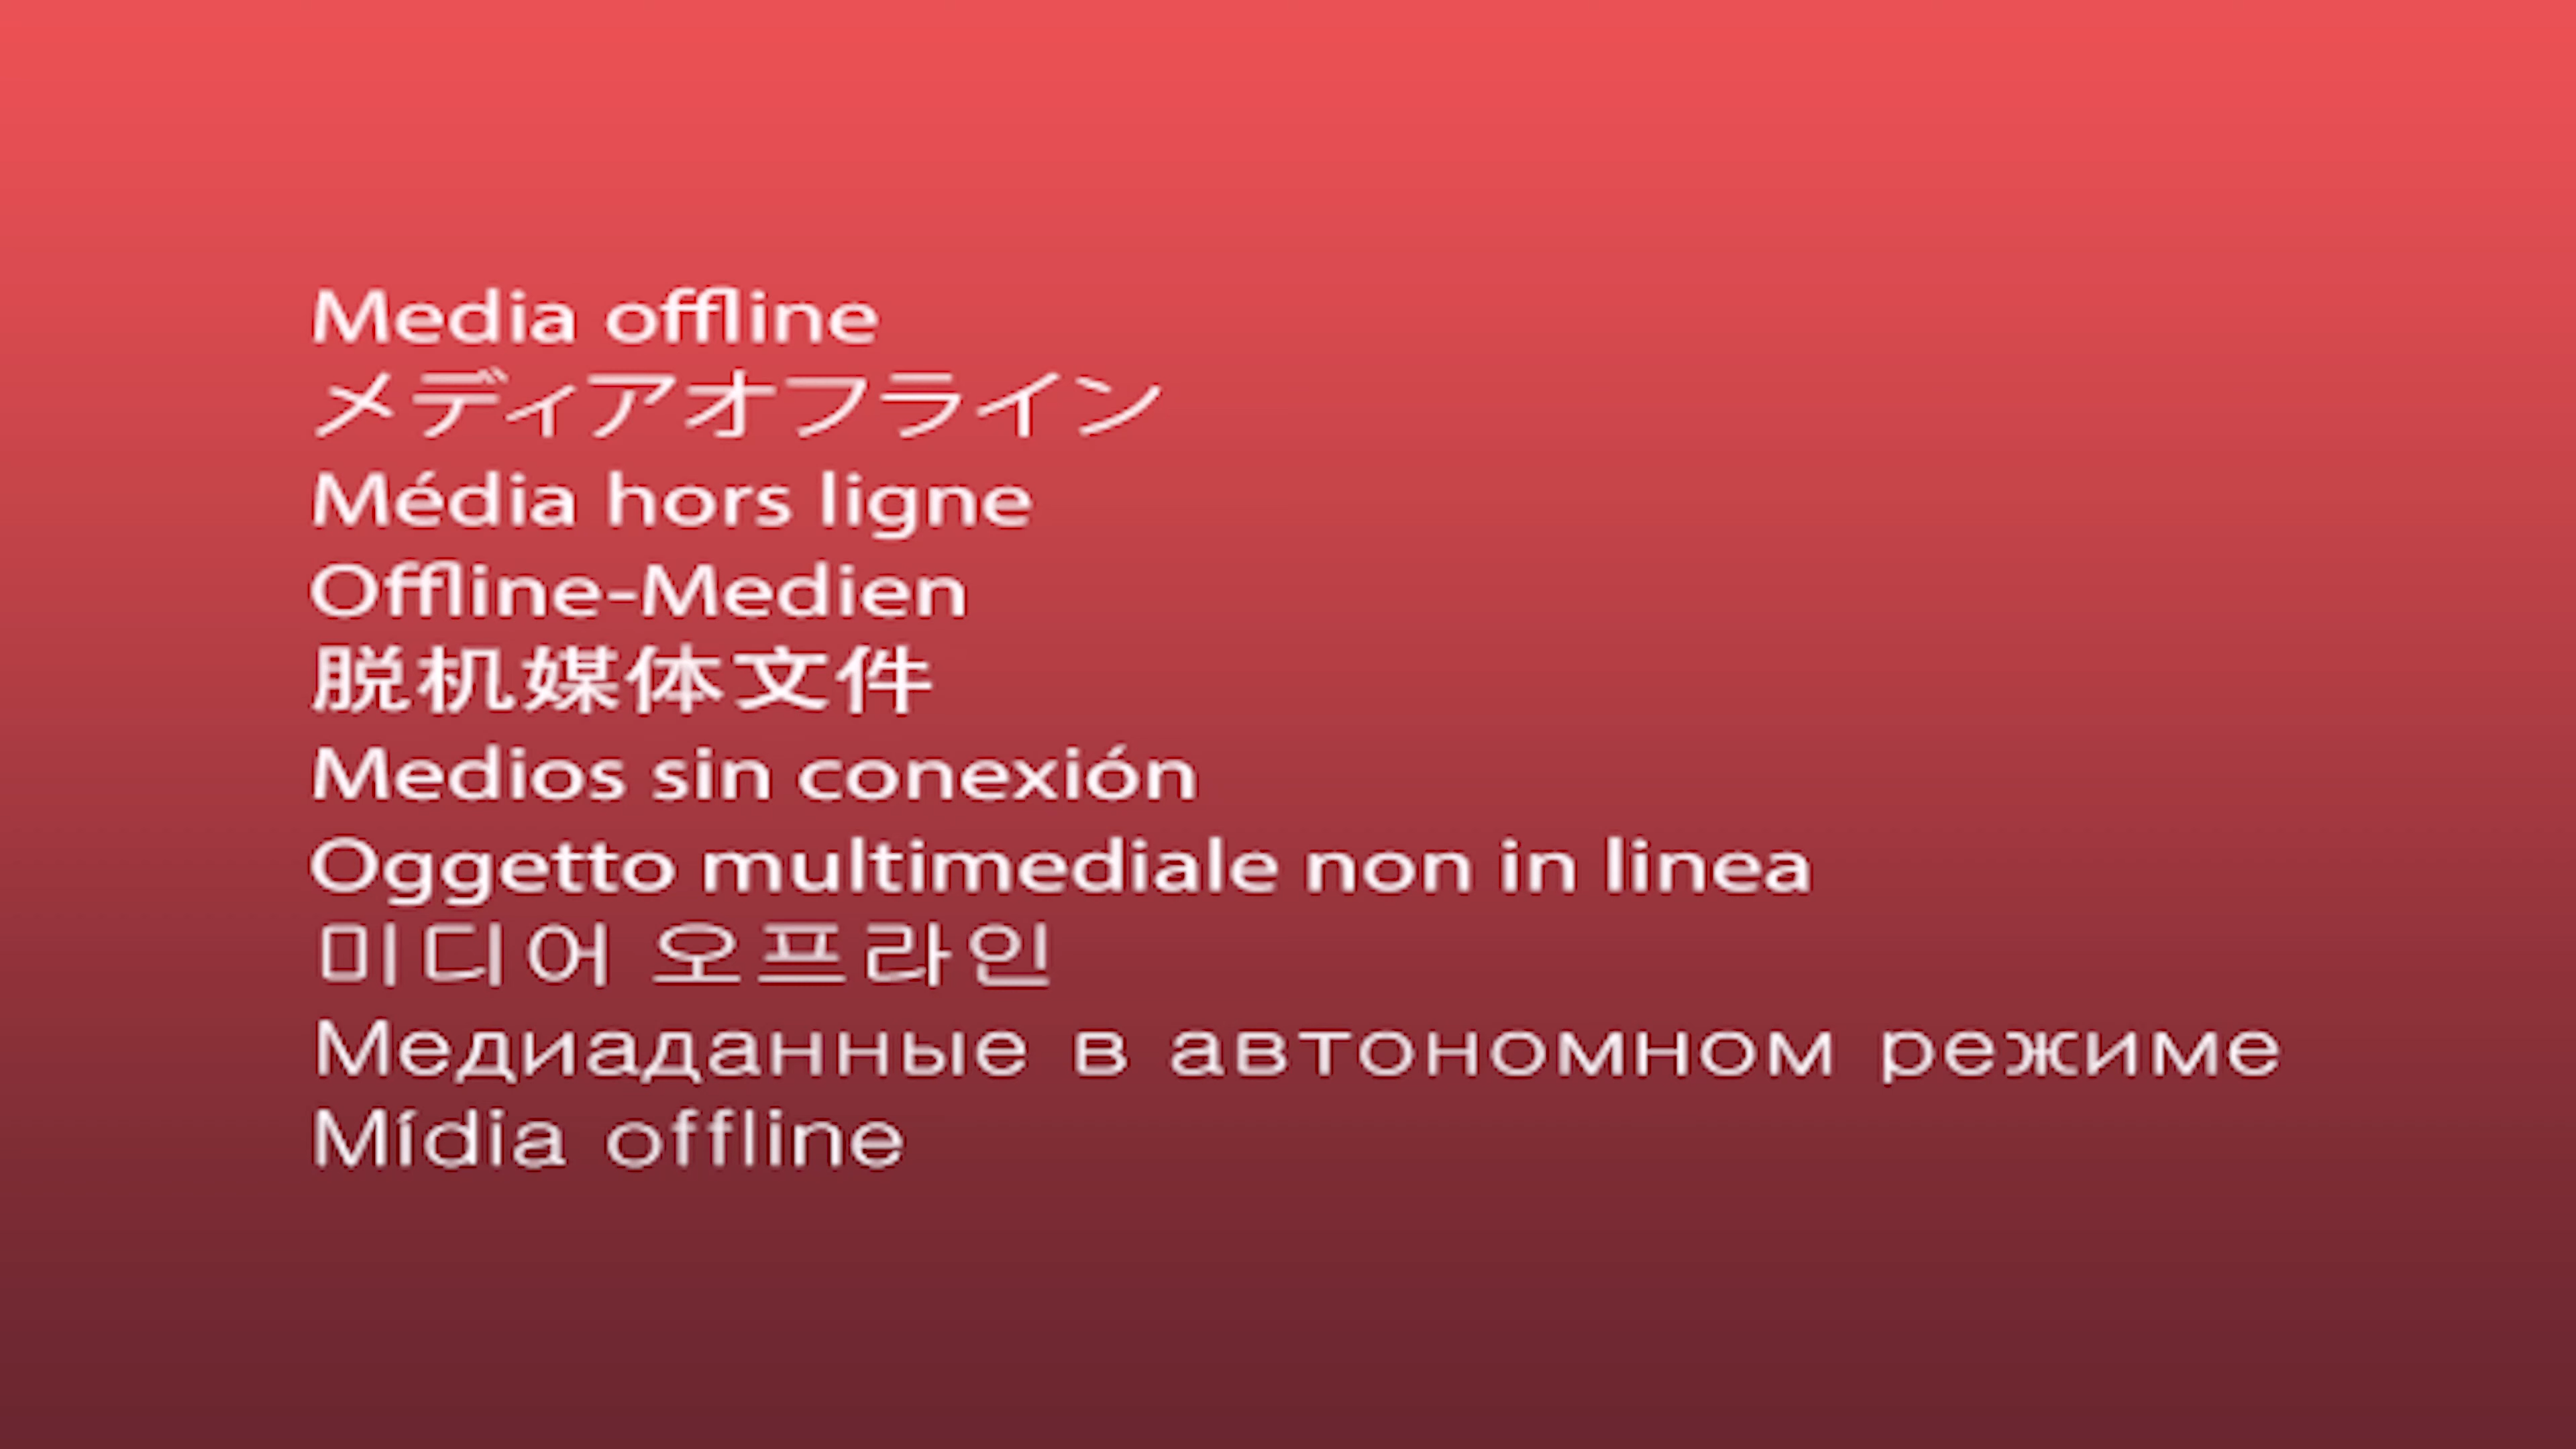 Media offline
メディアオフライン
Média hors ligne
Offline-Medien
脱机媒体文件
Medios sin conexión
Oggetto multimediale non in linea
미디어 오프라인
Медиаданные в автономном режиме
Mídia offline